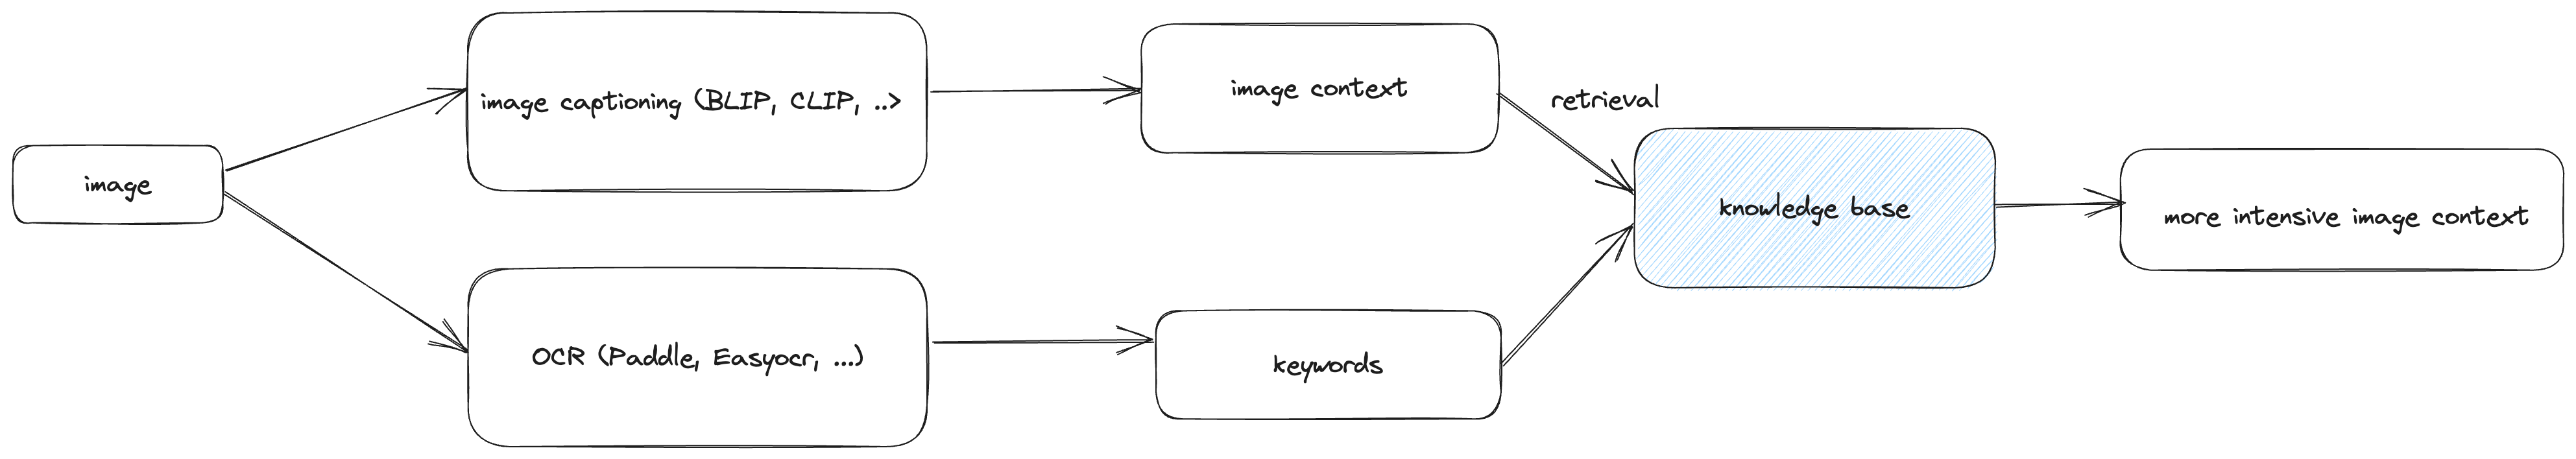 image captioning (BLIP, CLIP, ..>
image context
retrieval
image
knowledge base
more intensive image context
OCR (Paddle, Easyocr, ...)
keywords